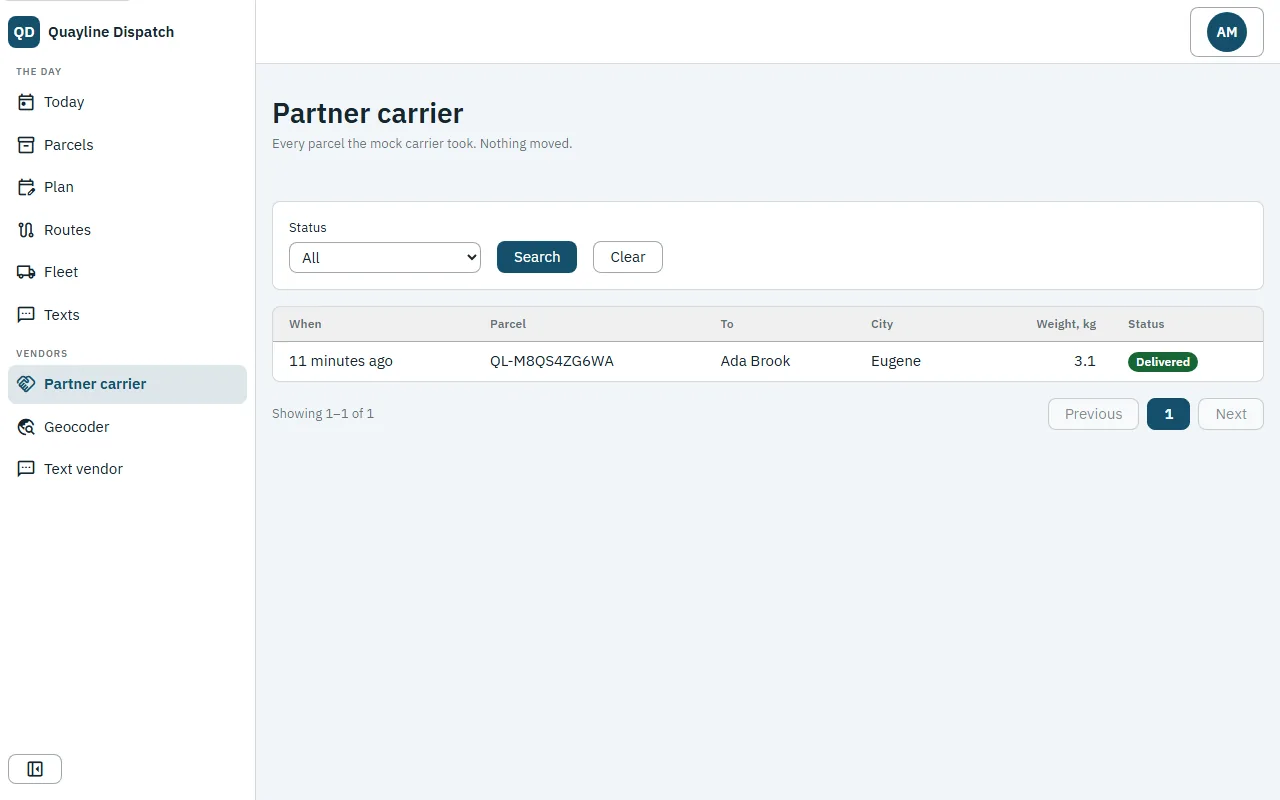 QD Quayline Dispatch
AM
THE DAY
Today
Parcels
Plan
Routes
Fleet
Texts
VENDORS
Partner carrier
Geocoder
Text vendor
Partner carrier
Every parcel the mock carrier took. Nothing moved.
Status
All Search Clear
When Parcel To City Weight, kg Status
11 minutes ago QL-M8QS4ZG6WA Ada Brook Eugene 3.1 Delivered
Showing 1–1 of 1 Previous 1 Next